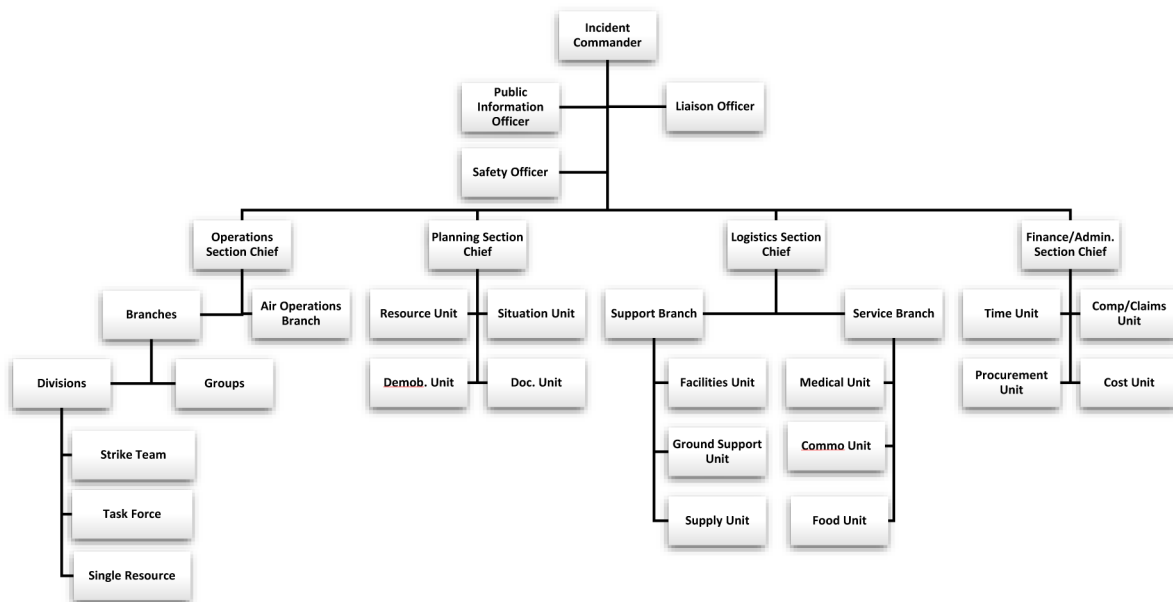 Incident
Commander
Public
Information
Officer
Liaison Officer
Safety Officer
Operations
Section Chief
Planning Section
Chief
Logistics Section
Chief
Finance/Admin.
Section Chief
Branches
Air Operations
Branch
Resource Unit
Situation Unit
Support Branch
Service Branch
Time Unit
Comp/Claims
Unit
Divisions
Groups
Demob. Unit
Doc. Unit
Facilities Unit
Medical Unit
Procurement
Unit
Cost Unit
Strike Team
Ground Support
Unit
Commo Unit
Task Force
Supply Unit
Food Unit
Single Resource